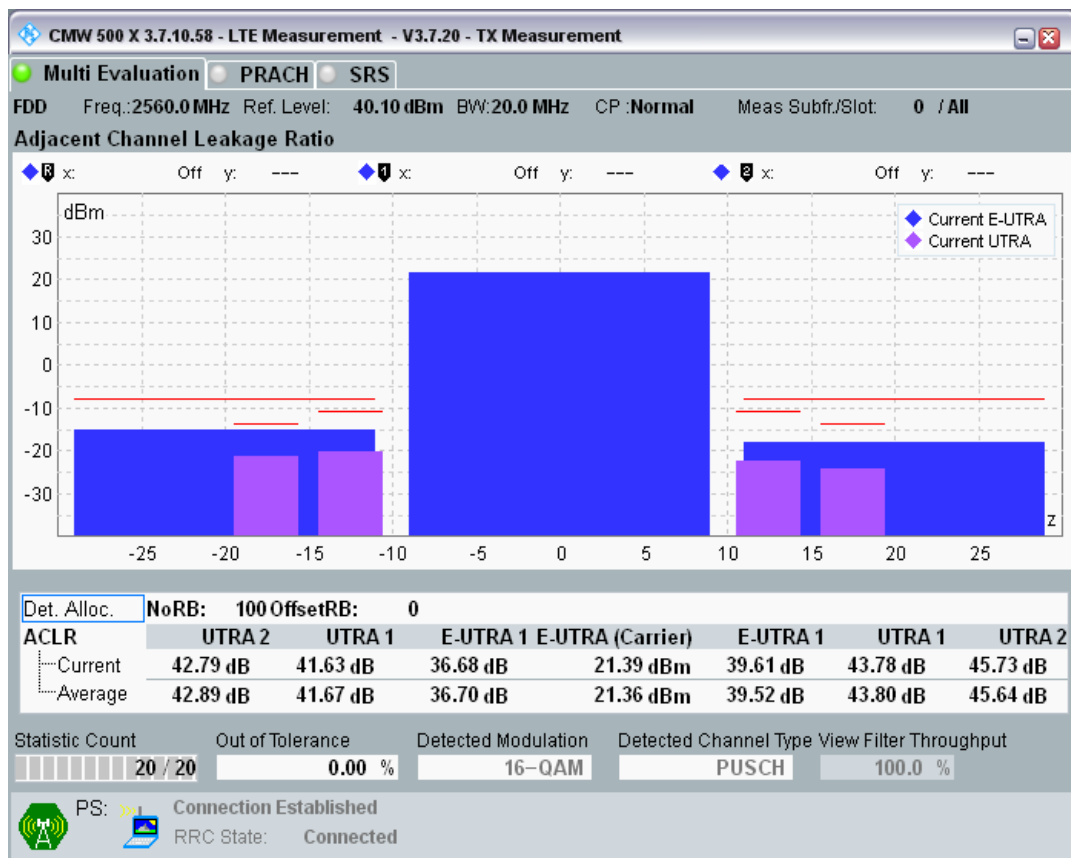 CMW 500 X 3.7.10.58 - LTE Measurement - V3.7.20 - TX Measurement
Multi Evaluation PRACH SRS
FDD Freq.:2560.0 MHz Ref. Level: 40.10 dBm BW:20.0 MHz CP :Normal Meas Subfr./Slot: 0 / All
Adjacent Channel Leakage Ratio
R x: Off y: --- 1 x: Off y: --- 2 x: Off y: ---
dBm
Current E-UTRA
Current UTRA
30
20
10
0
-10
-20
-30
z
-25 -20 -15 -10 -5 0 5 10 15 20 25
Det. Alloc. NoRB: 100 OffsetRB: 0
ACLR UTRA 2 UTRA 1 E-UTRA 1 E-UTRA (Carrier) E-UTRA 1 UTRA 1 UTRA 2
Current 42.79 dB 41.63 dB 36.68 dB 21.39 dBm 39.61 dB 43.78 dB 45.73 dB
Average 42.89 dB 41.67 dB 36.70 dB 21.36 dBm 39.52 dB 43.80 dB 45.64 dB
Statistic Count Out of Tolerance Detected Modulation Detected Channel Type View Filter Throughput
20 / 20 0.00 % 16-QAM PUSCH 100.0 %
PS: Connection Established
RRC State: Connected